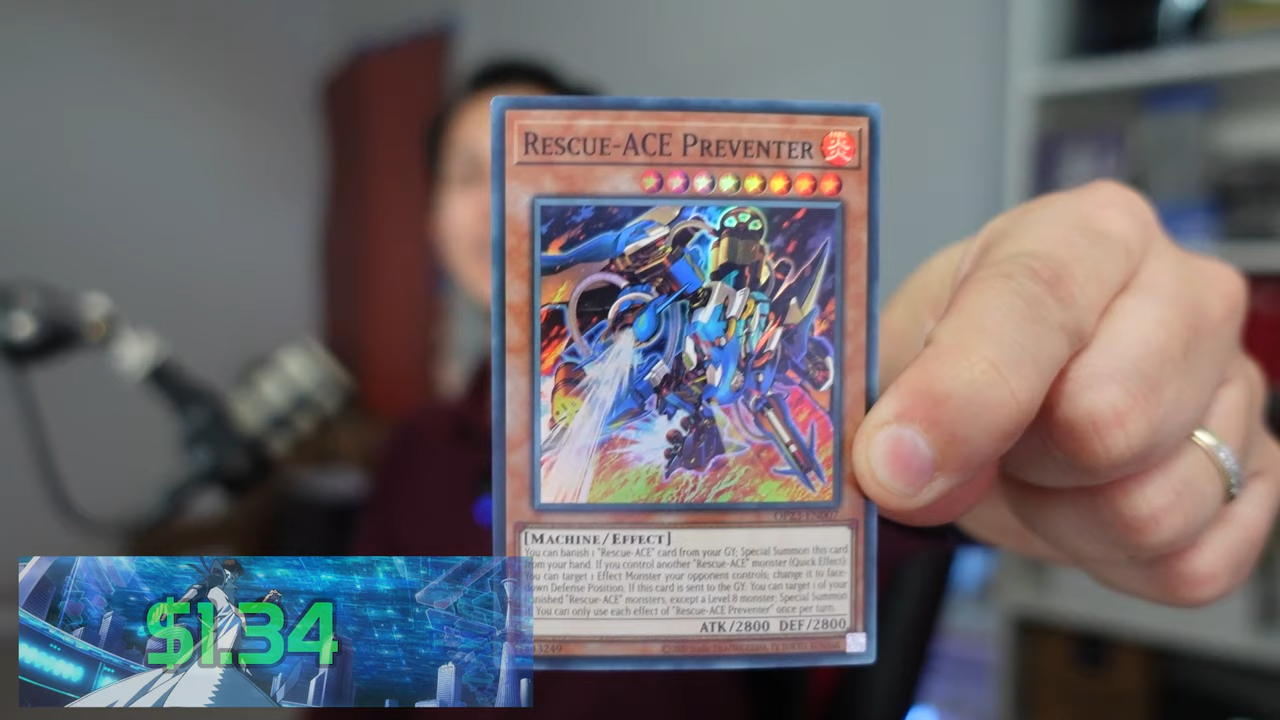 RESCUE-ACE PREVENTER
炎
[MACHINE/EFFECT]
You can banish 1 "Rescue-ACE" card from your GY; Special Summon this card
from your hand. If you control another "Rescue-ACE" monster (Quick Effect):
You can target 1 Effect Monster your opponent controls; change it to face-
down Defense Position. If this card is sent to the GY: You can target 1 of your
banished "Rescue-ACE" monsters, except a Level 8 monster; Special Summon
it. You can only use each effect of "Rescue-ACE Preventer" once per turn.
ATK/2800 DEF/2800
$1.34